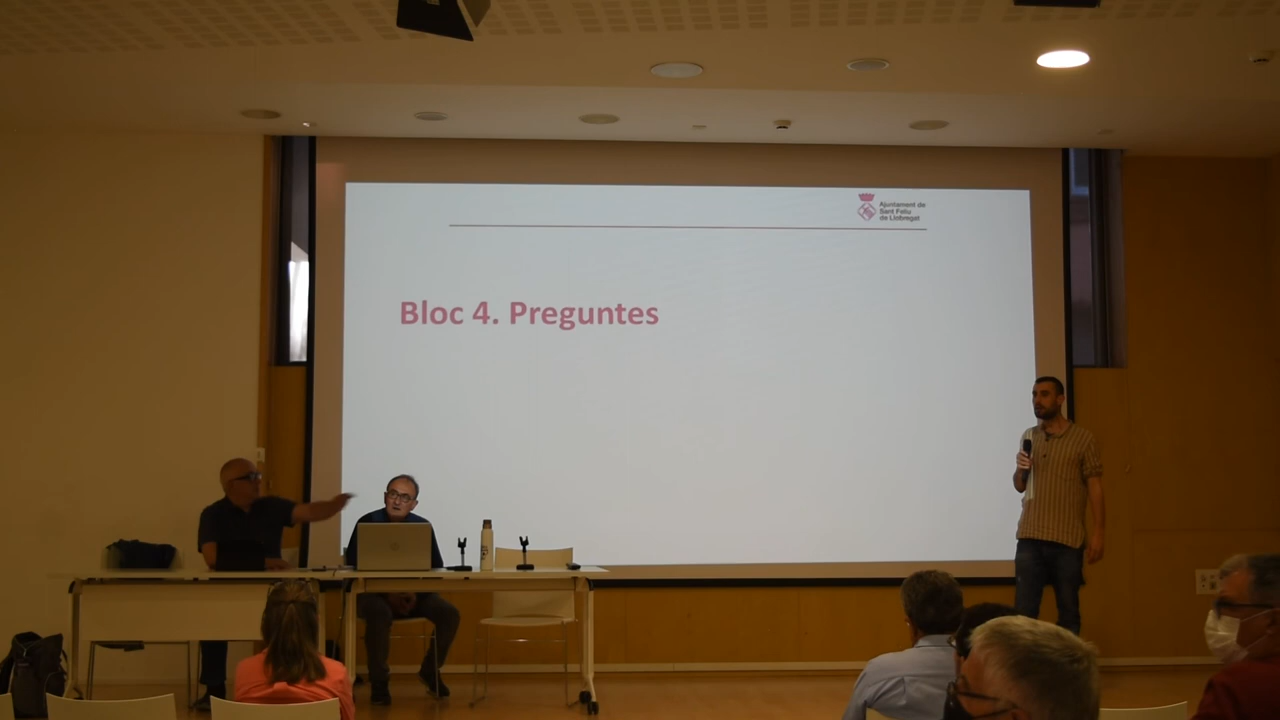 Ajuntament de
Sant Feliu
de Llobregat
Bloc 4. Preguntes